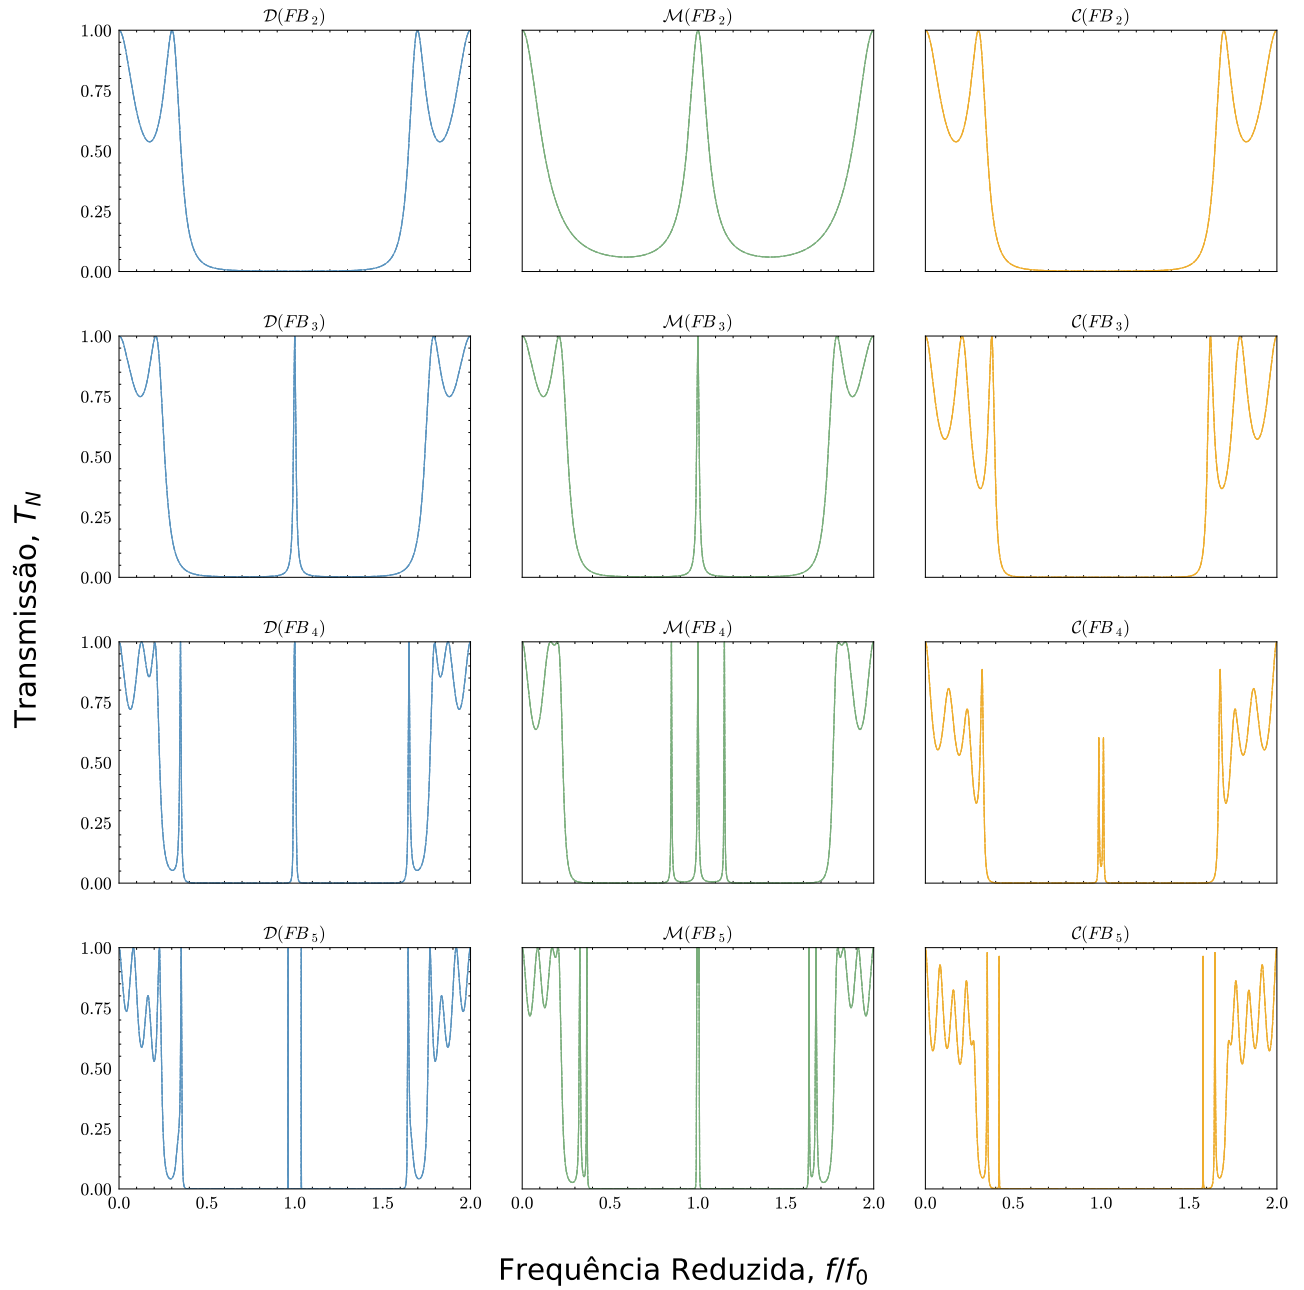 𝒟(FB₂) ℳ(FB₂) 𝒞(FB₂)
1.00
0.75
0.50
0.25
0.00
𝒟(FB₃) ℳ(FB₃) 𝒞(FB₃)
1.00
0.75
0.50
0.25
0.00
Transmissão, T_N
𝒟(FB₄) ℳ(FB₄) 𝒞(FB₄)
1.00
0.75
0.50
0.25
0.00
𝒟(FB₅) ℳ(FB₅) 𝒞(FB₅)
1.00
0.75
0.50
0.25
0.00
0.0 0.5 1.0 1.5 2.0 0.0 0.5 1.0 1.5 2.0 0.0 0.5 1.0 1.5 2.0
Frequência Reduzida, f/f₀